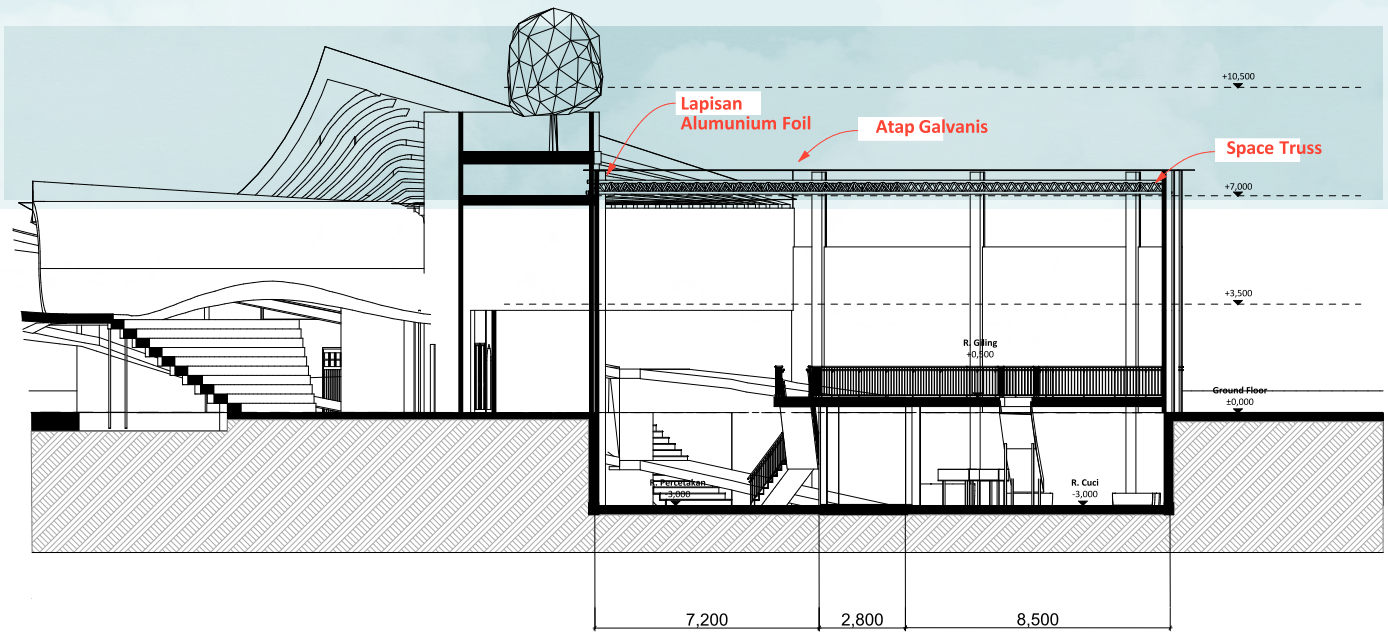 +10,500
Lapisan
Alumunium Foil
Atap Galvanis
Space Truss
+7,000
+3,500
R. Giling
+0,500
Ground Floor
±0,000
R. Percetakan
-3,000
R. Cuci
-3,000
7,200
2,800
8,500